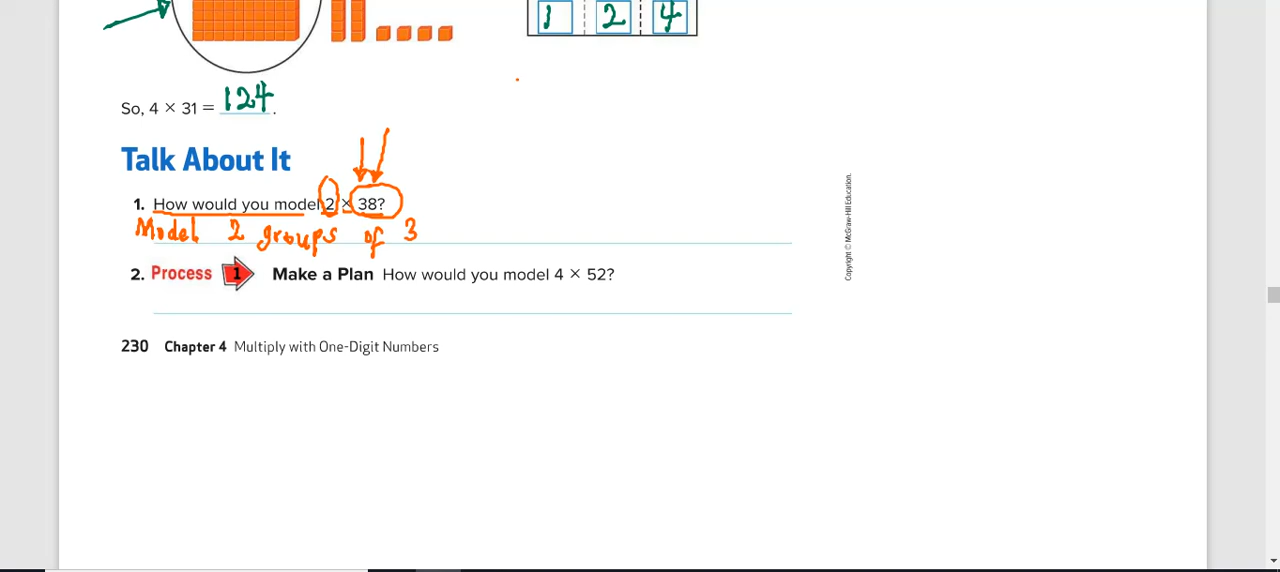 1 2 4
So, 4 × 31 = 124.
Talk About It
1. How would you model 2 × 38?
Model 2 groups of 3
2. Process 1 Make a Plan How would you model 4 × 52?
230 Chapter 4 Multiply with One-Digit Numbers
Copyright © McGraw-Hill Education.